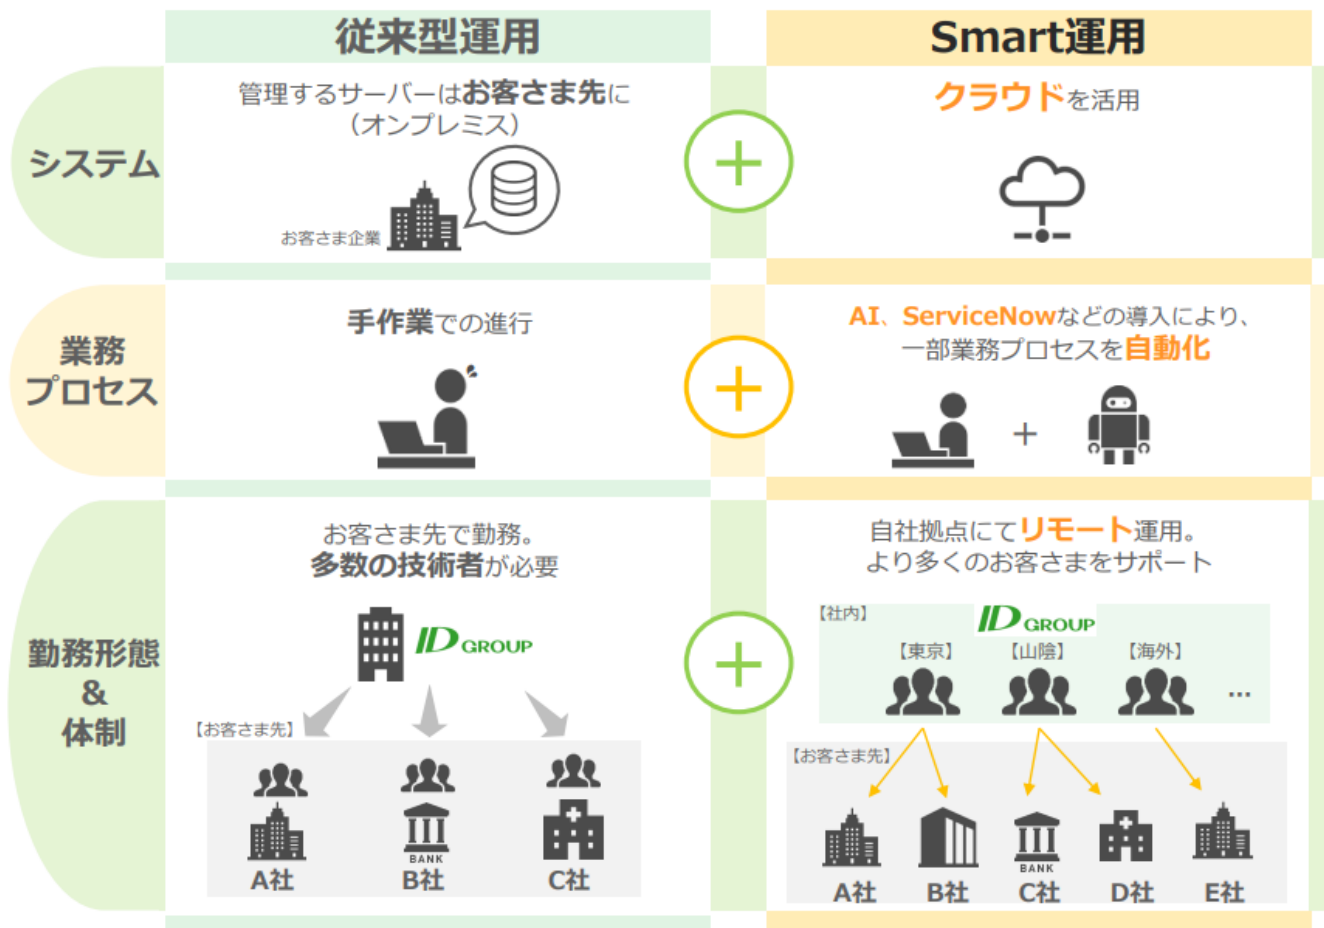 従来型運用
Smart運用
システム
管理するサーバーはお客さま先に
（オンプレミス）
お客さま企業
クラウドを活用
業務
プロセス
手作業での進行
AI、ServiceNowなどの導入により、
一部業務プロセスを自動化
+
勤務形態
&
体制
お客さま先で勤務。
多数の技術者が必要
ID GROUP
【お客さま先】
BANK
A社
B社
C社
自社拠点にてリモート運用。
より多くのお客さまをサポート
【社内】
ID GROUP
【東京】
【山陰】
【海外】
…
【お客さま先】
BANK
A社
B社
C社
D社
E社